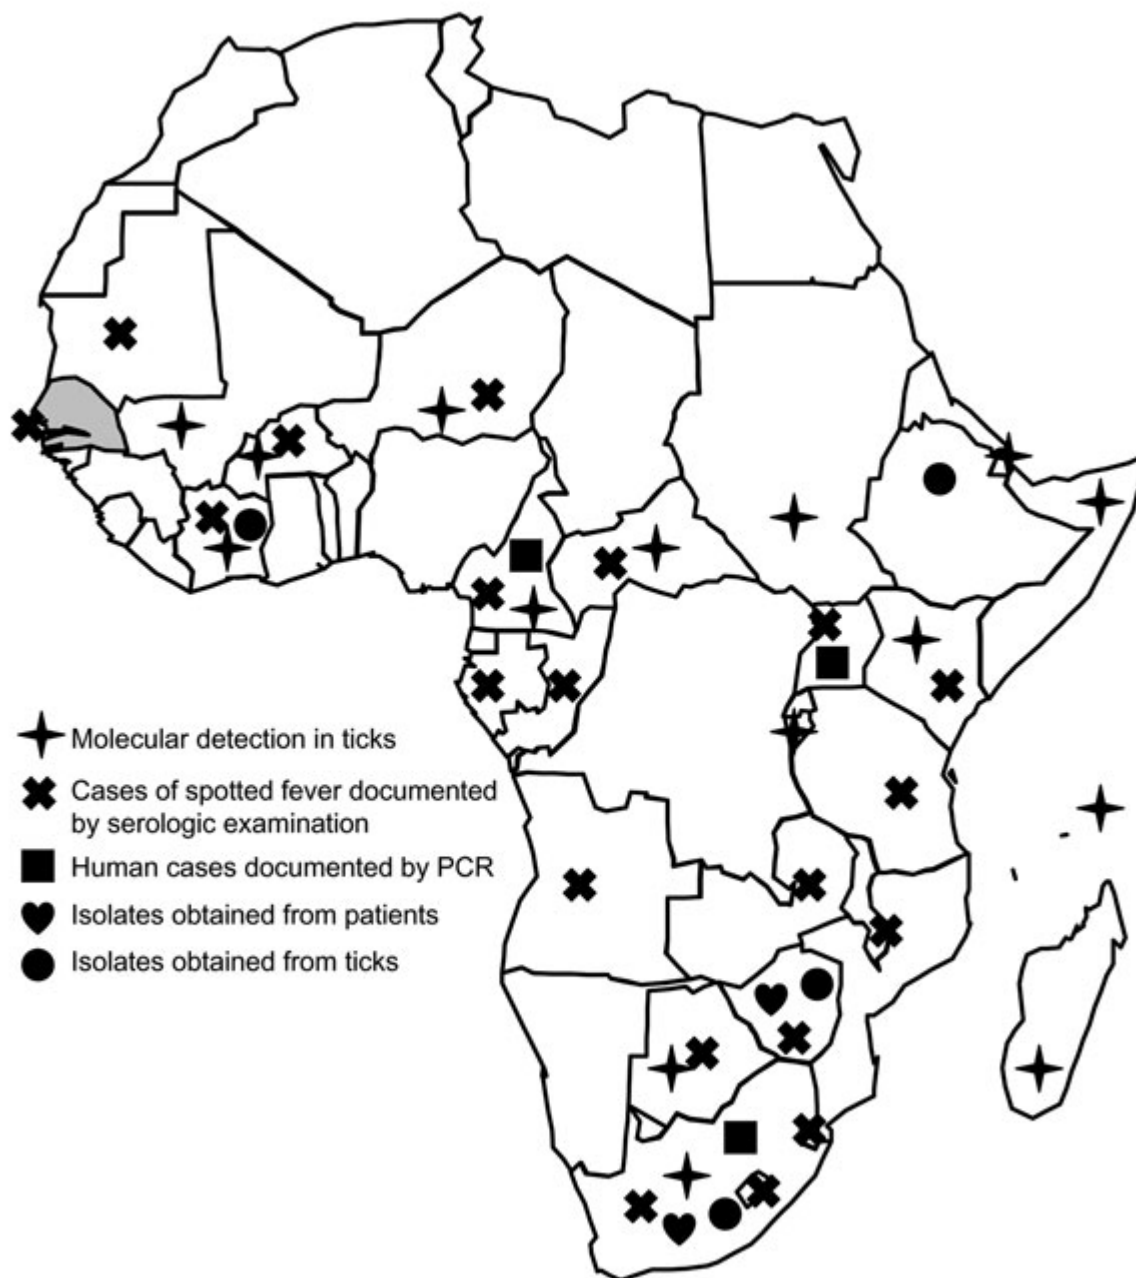 Molecular detection in ticks
Cases of spotted fever documented
by serologic examination
Human cases documented by PCR
Isolates obtained from patients
Isolates obtained from ticks